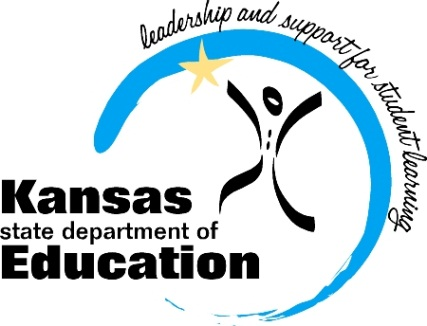 leadership and support for student learning
Kansas
state department of
Education